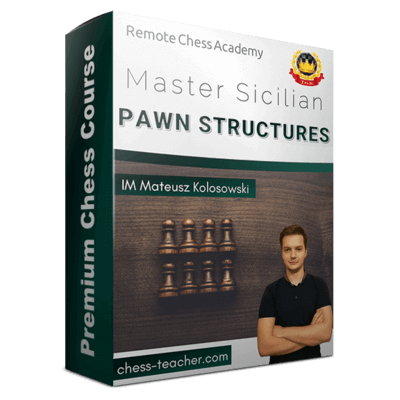 Remote Chess Academy
Master Sicilian
PAWN STRUCTURES
IM Mateusz Kolosowski
chess-teacher.com
Premium Chess Course